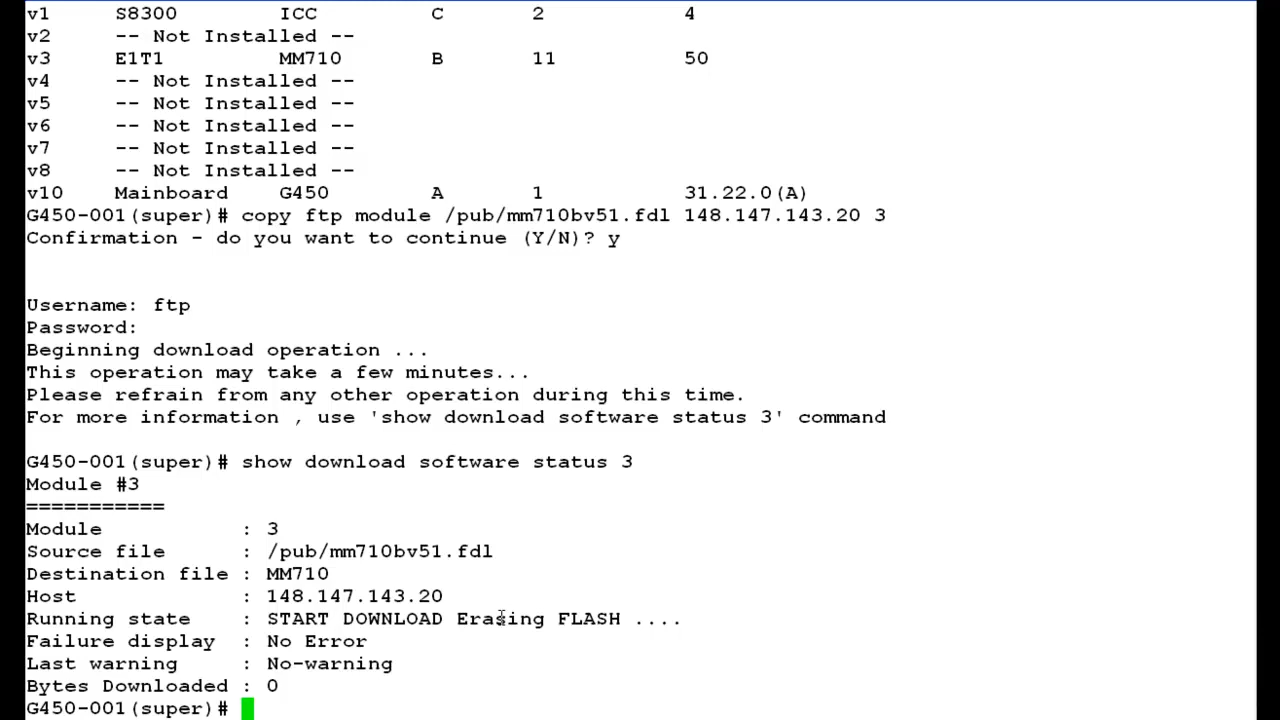 v1 S8300 ICC C 2 4
v2 -- Not Installed --
v3 E1T1 MM710 B 11 50
v4 -- Not Installed --
v5 -- Not Installed --
v6 -- Not Installed --
v7 -- Not Installed --
v8 -- Not Installed --
v10 Mainboard G450 A 1 31.22.0(A)
G450-001(super)# copy ftp module /pub/mm710bv51.fdl 148.147.143.20 3
Confirmation - do you want to continue (Y/N)? y
Username: ftp
Password:
Beginning download operation ...
This operation may take a few minutes...
Please refrain from any other operation during this time.
For more information , use 'show download software status 3' command
G450-001(super)# show download software status 3
Module #3
===========
Module : 3
Source file : /pub/mm710bv51.fdl
Destination file : MM710
Host : 148.147.143.20
Running state : START DOWNLOAD Erasing FLASH ....
Failure display : No Error
Last warning : No-warning
Bytes Downloaded : 0
G450-001(super)#